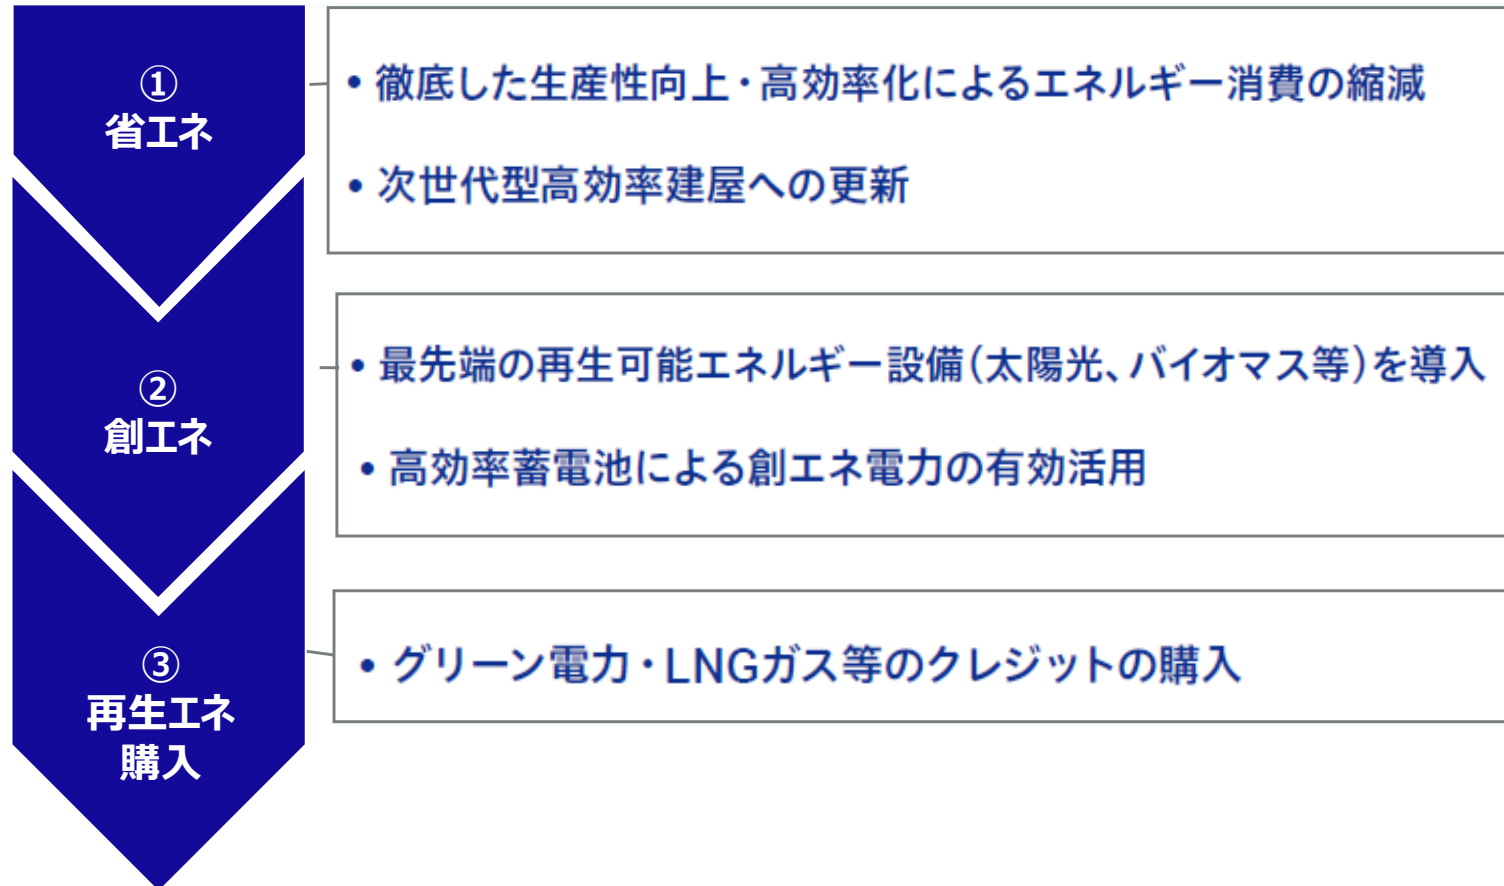 ①
省エネ
• 徹底した生産性向上・高効率化によるエネルギー消費の縮減
• 次世代型高効率建屋への更新
②
創エネ
• 最先端の再生可能エネルギー設備(太陽光、バイオマス等)を導入
• 高効率蓄電池による創エネ電力の有効活用
③
再生エネ
購入
• グリーン電力・LNGガス等のクレジットの購入